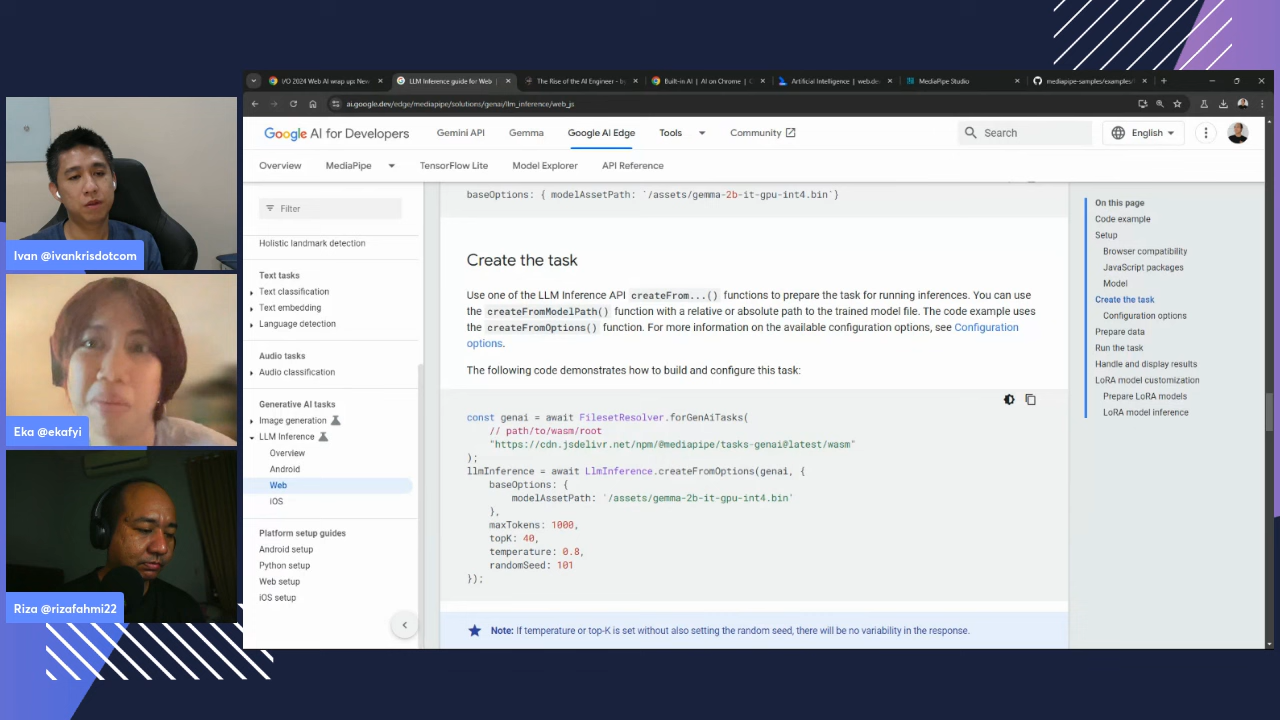 I/O 2024 Web AI wrap up: New
LLM Inference guide for Web
The Rise of the AI Engineer - b
Built-in AI | AI on Chrome | C
Artificial Intelligence | web.de
MediaPipe Studio
mediapipe-samples/examples/
ai.google.dev/edge/mediapipe/solutions/genai/llm_inference/web_js
Google AI for Developers
Gemini API
Gemma
Google AI Edge
Tools
Community
Search
English
Overview
MediaPipe
TensorFlow Lite
Model Explorer
API Reference
Filter
Holistic landmark detection
Text tasks
Text classification
Text embedding
Language detection
Audio tasks
Audio classification
Generative AI tasks
Image generation
LLM Inference
Overview
Android
Web
iOS
Platform setup guides
Android setup
Python setup
Web setup
iOS setup
baseOptions: { modelAssetPath: `/assets/gemma-2b-it-gpu-int4.bin`}
Create the task
Use one of the LLM Inference API createFrom...() functions to prepare the task for running inferences. You can use
the createFromModelPath() function with a relative or absolute path to the trained model file. The code example uses
the createFromOptions() function. For more information on the available configuration options, see Configuration
options.
The following code demonstrates how to build and configure this task:
const genai = await FilesetResolver.forGenAiTasks(
// path/to/wasm/root
"https://cdn.jsdelivr.net/npm/@mediapipe/tasks-genai@latest/wasm"
);
llmInference = await LlmInference.createFromOptions(genai, {
baseOptions: {
modelAssetPath: '/assets/gemma-2b-it-gpu-int4.bin'
},
maxTokens: 1000,
topK: 40,
temperature: 0.8,
randomSeed: 101
});
Note: If temperature or top-K is set without also setting the random seed, there will be no variability in the response.
On this page
Code example
Setup
Browser compatibility
JavaScript packages
Model
Create the task
Configuration options
Prepare data
Run the task
Handle and display results
LoRA model customization
Prepare LoRA models
LoRA model inference
Ivan @ivankrisdotcom
Eka @ekafyi
Riza @rizafahmi22